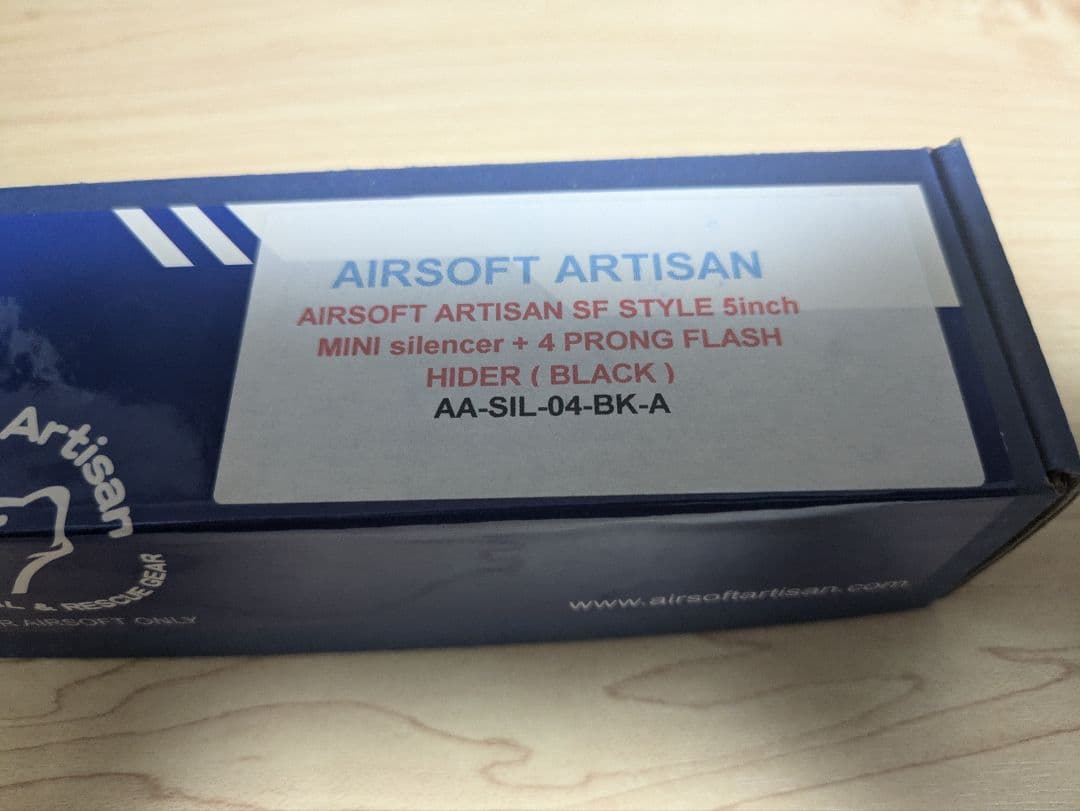 AIRSOFT ARTISAN
AIRSOFT ARTISAN SF STYLE 5inch
MINI silencer + 4 PRONG FLASH
HIDER ( BLACK )
AA-SIL-04-BK-A
Artisan
& RESCUE GEAR
AIRSOFT ONLY
www.airsoftartisan.com